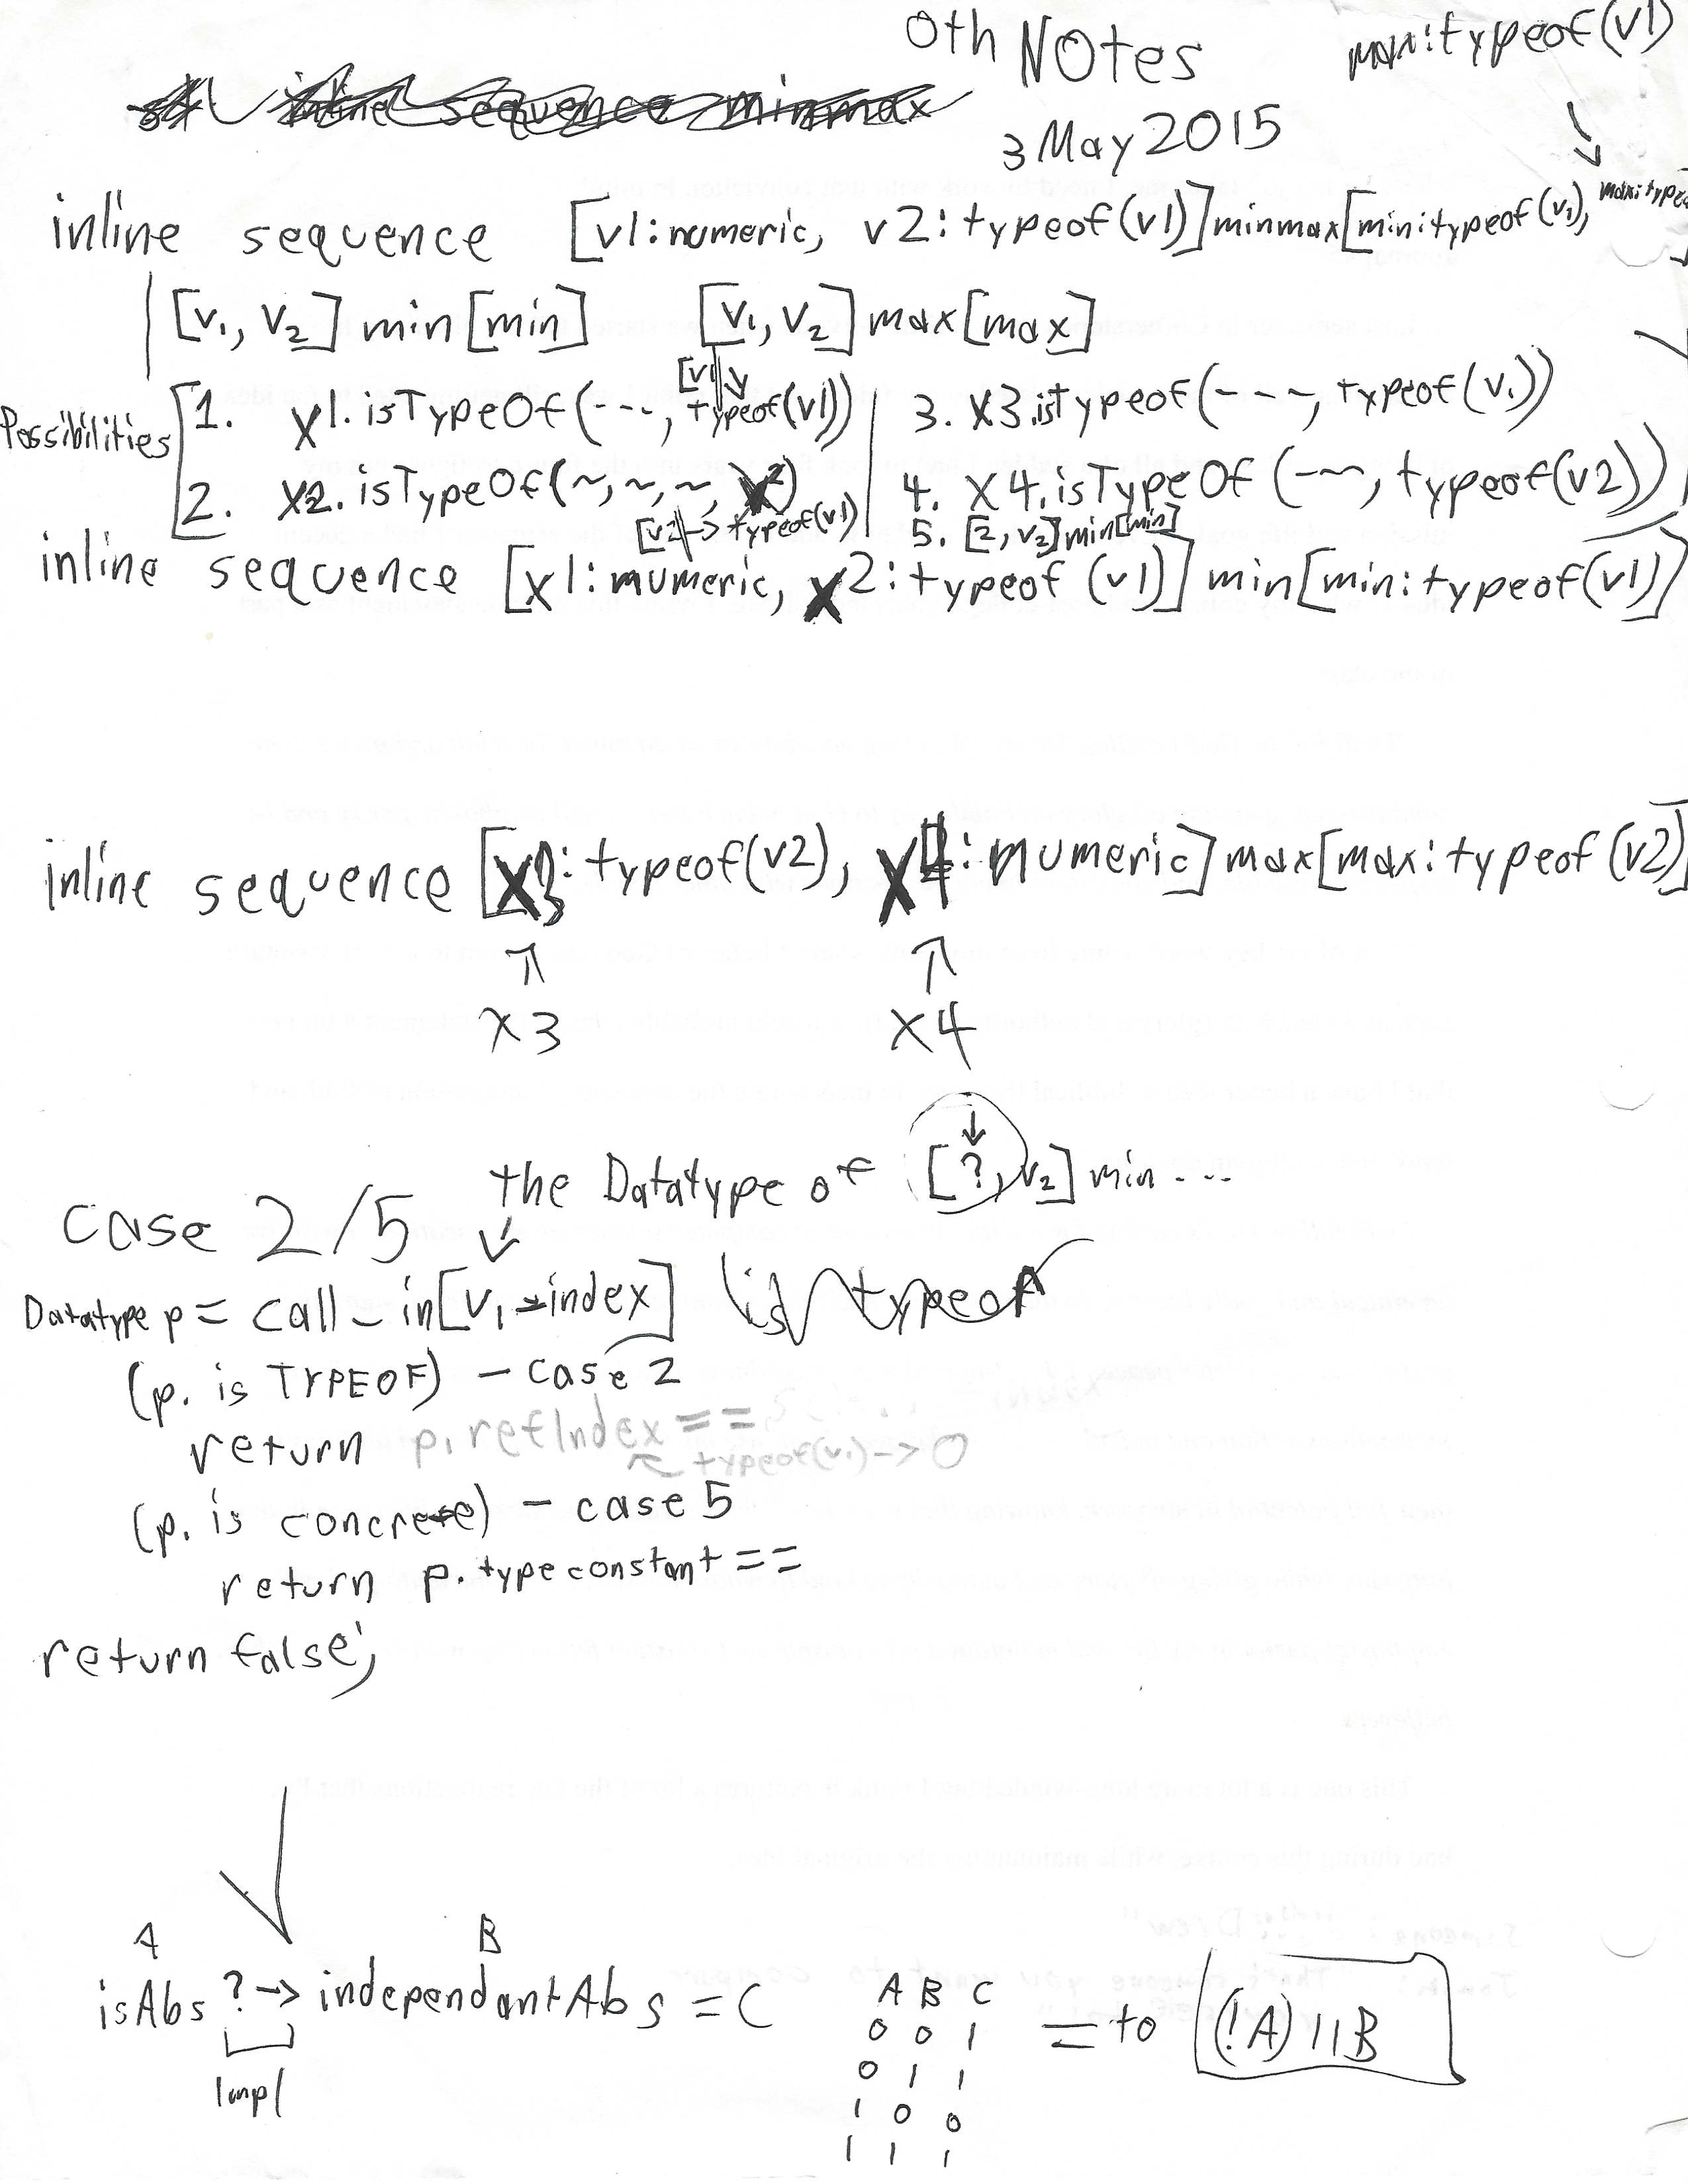 Oth Notes
3 May 2015
max:typeof(v1)
inline sequence minmax
inline sequence [v1:numeric, v2:typeof(v1)]minmax[min:typeof(v1), max:typeo
[v1, v2] min [min] [v1, v2] max [max]
Possibilities
[v1 → typeof(v1)
1. X1.isTypeOf(---, typeof(v1))
2. X2.isTypeOf(~,~,~, X2)
[v2 → typeof(v1)
3. X3.isTypeof(---, typeof(v1))
4. X4.isTypeOf(-~, typeof(v2))
5. [2, v2]min[min]
inline sequence [X1:numeric, X2:typeof(v1)] min[min:typeof(v1)]
inline sequence [X3:typeof(v2), X4:numeric]max[max:typeof(v2)]
↑ ↑
X3 X4
the Datatype of [?, v2] min ...
case 2/5
Datatype p = call_in[v1_index] is typeof
(p. is TYPEOF) - case 2
return p.refIndex ==
typeof(v1) -> 0
(p. is concrete) - case 5
return p.typeconstant ==
return false;
A B
isAbs ? → independantAbs = C
Impl
A B C
0 0 1
0 1 1
1 0 0
1 1 1
= to (!A)||B